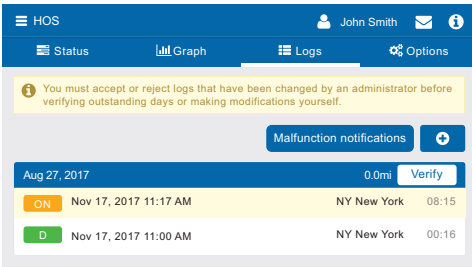 HOS John Smith
Status Graph Logs Options
You must accept or reject logs that have been changed by an administrator before
verifying outstanding days or making modifications yourself.
Malfunction notifications
Aug 27, 2017 0.0mi Verify
ON Nov 17, 2017 11:17 AM NY New York 08:15
D Nov 17, 2017 11:00 AM NY New York 00:16